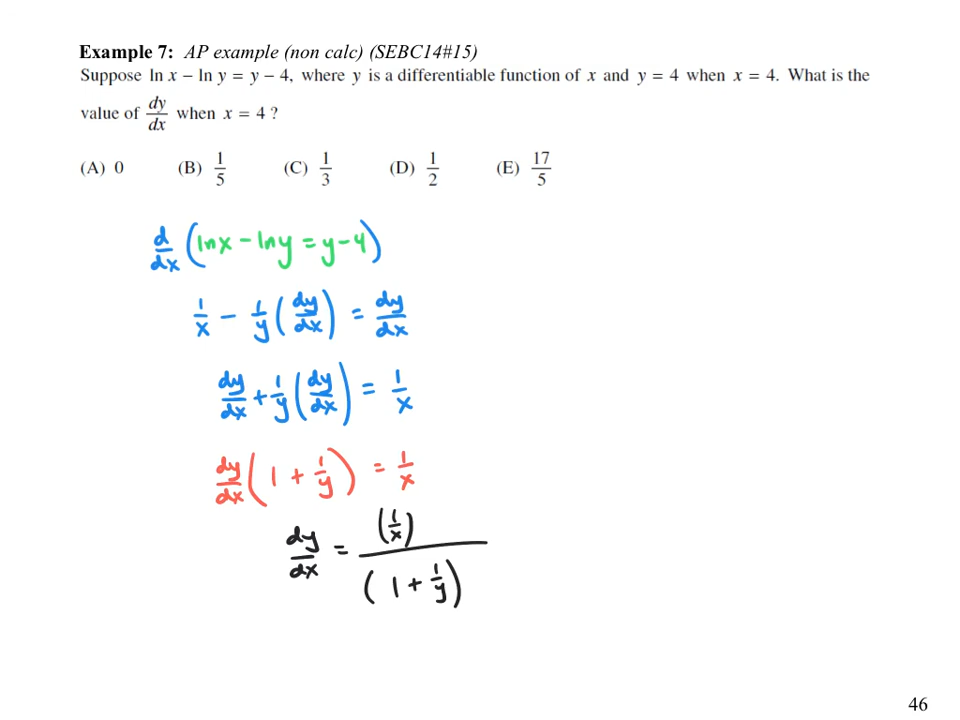 Example 7: AP example (non calc) (SEBC14#15)
Suppose ln x − ln y = y − 4, where y is a differentiable function of x and y = 4 when x = 4. What is the
value of dy/dx when x = 4 ?
(A) 0 (B) 1/5 (C) 1/3 (D) 1/2 (E) 17/5
d/dx (lnx − lny = y − 4)
1/x − 1/y (dy/dx) = dy/dx
dy/dx + 1/y (dy/dx) = 1/x
dy/dx (1 + 1/y) = 1/x
dy/dx = (1/x) / (1 + 1/y)
46